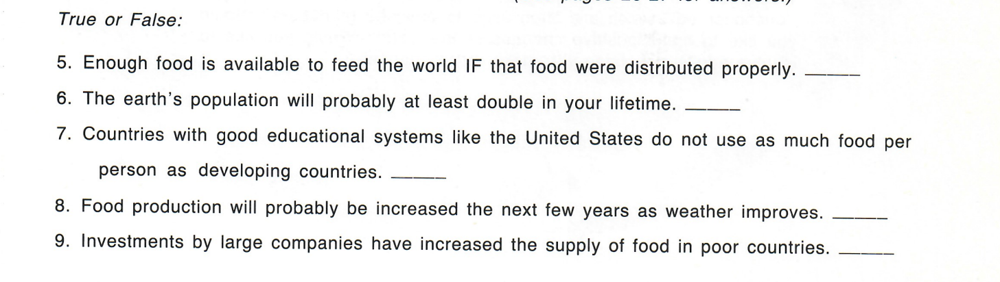 True or False:
5. Enough food is available to feed the world IF that food were distributed properly. _____
6. The earth's population will probably at least double in your lifetime. _____
7. Countries with good educational systems like the United States do not use as much food per
person as developing countries. _____
8. Food production will probably be increased the next few years as weather improves. _____
9. Investments by large companies have increased the supply of food in poor countries. _____